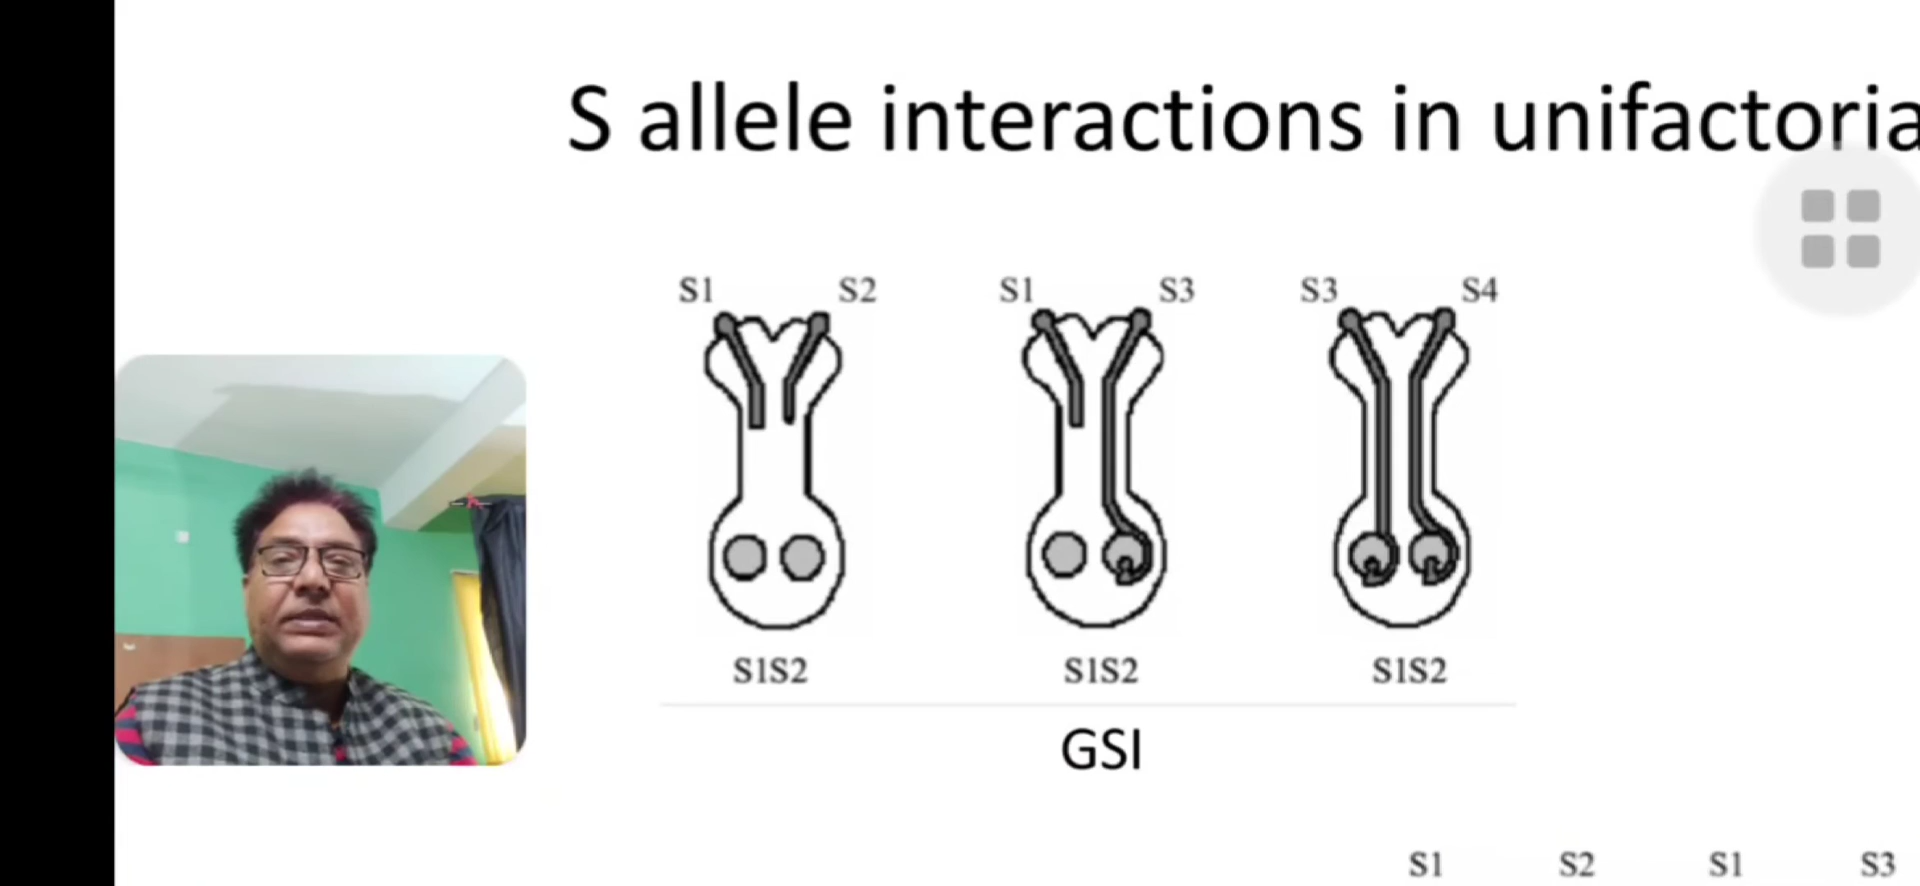 S allele interactions in unifactoria
S1 S2 S1 S3 S3 S4
S1S2 S1S2 S1S2
GSI
S1 S2 S1 S3